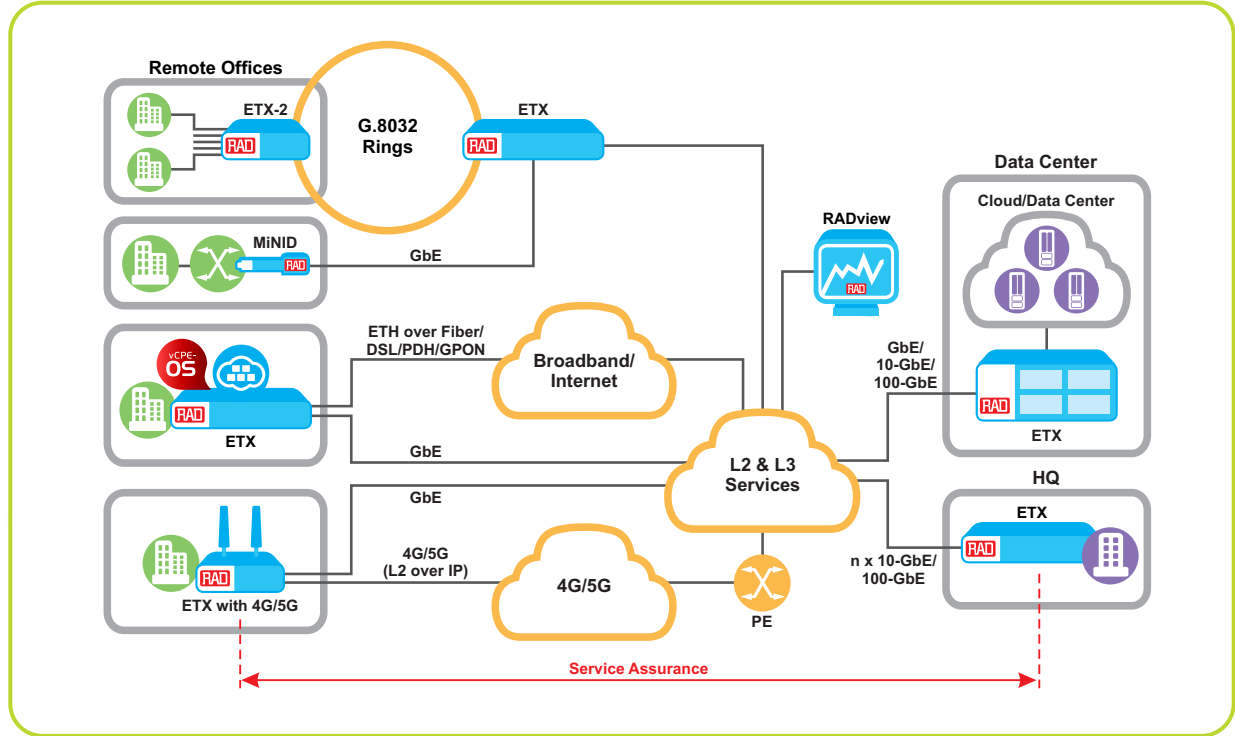 Remote Offices
ETX-2
RAD
G.8032
Rings
ETX
RAD
MiNID
RAD
GbE
vCPE-
OS
RAD
ETX
ETH over Fiber/
DSL/PDH/GPON
Broadband/
Internet
GbE
RAD
ETX with 4G/5G
GbE
4G/5G
(L2 over IP)
4G/5G
PE
L2 & L3
Services
RADview
RAD
Data Center
Cloud/Data Center
GbE/
10-GbE/
100-GbE
RAD
ETX
HQ
ETX
RAD
n x 10-GbE/
100-GbE
Service Assurance